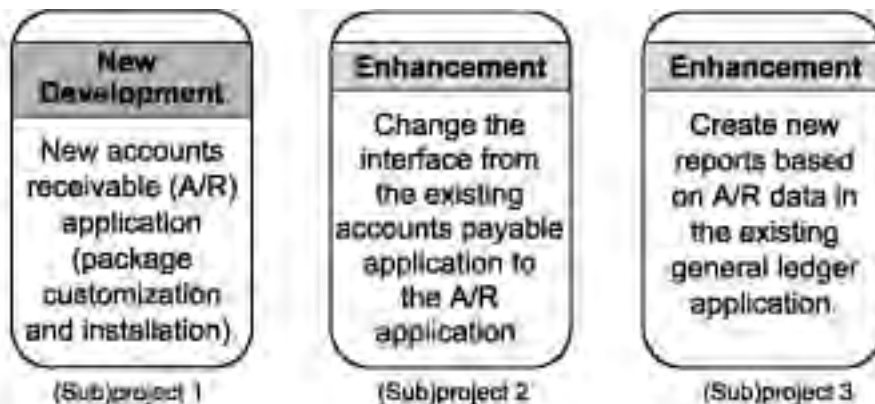 New
Development
New accounts
receivable (A/R)
application
(package
customization
and installation)
(Sub)project 1
Enhancement
Change the
interface from
the existing
accounts payable
application to
the A/R
application
(Sub)project 2
Enhancement
Create new
reports based
on A/R data in
the existing
general ledger
application.
(Sub)project 3